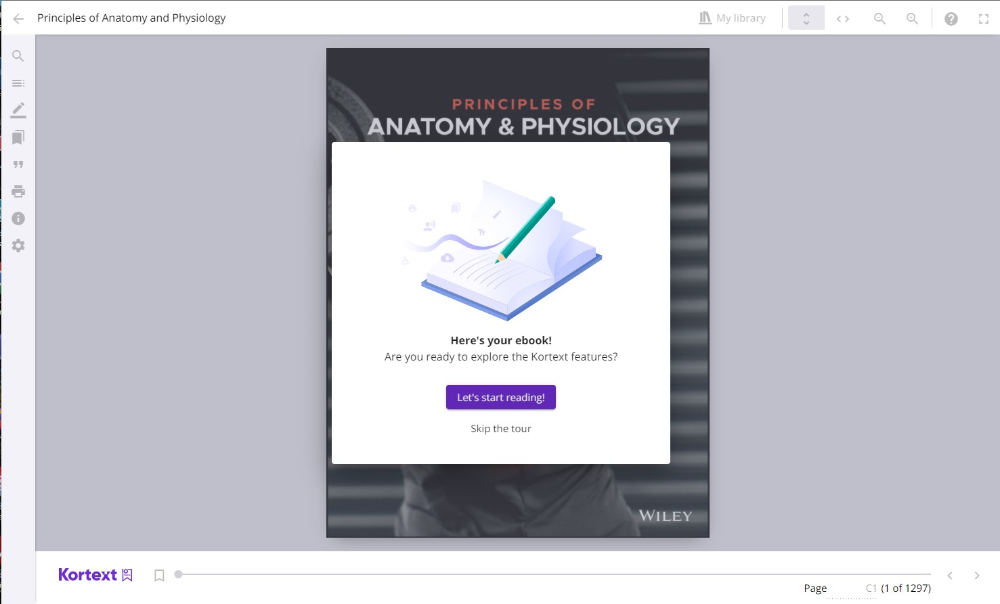 Principles of Anatomy and Physiology
My library
PRINCIPLES OF
ANATOMY & PHYSIOLOGY
Here's your ebook!
Are you ready to explore the Kortext features?
Let's start reading!
Skip the tour
WILEY
Kortext
Page C1 (1 of 1297)